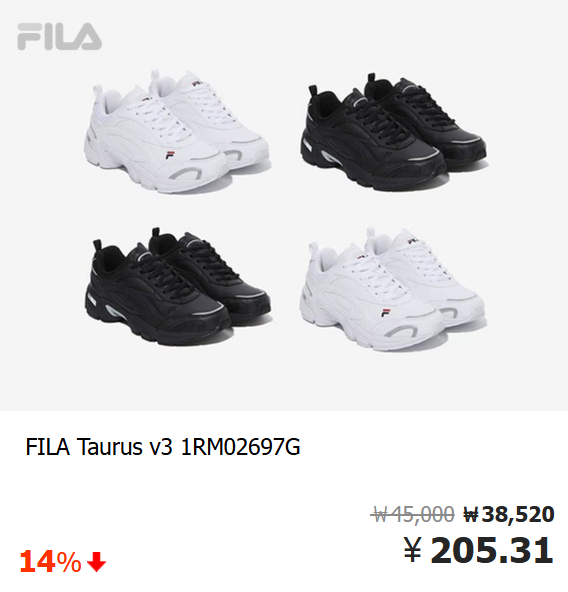 FILA
FILA Taurus v3 1RM02697G
₩45,000 ₩38,520
¥ 205.31
14%